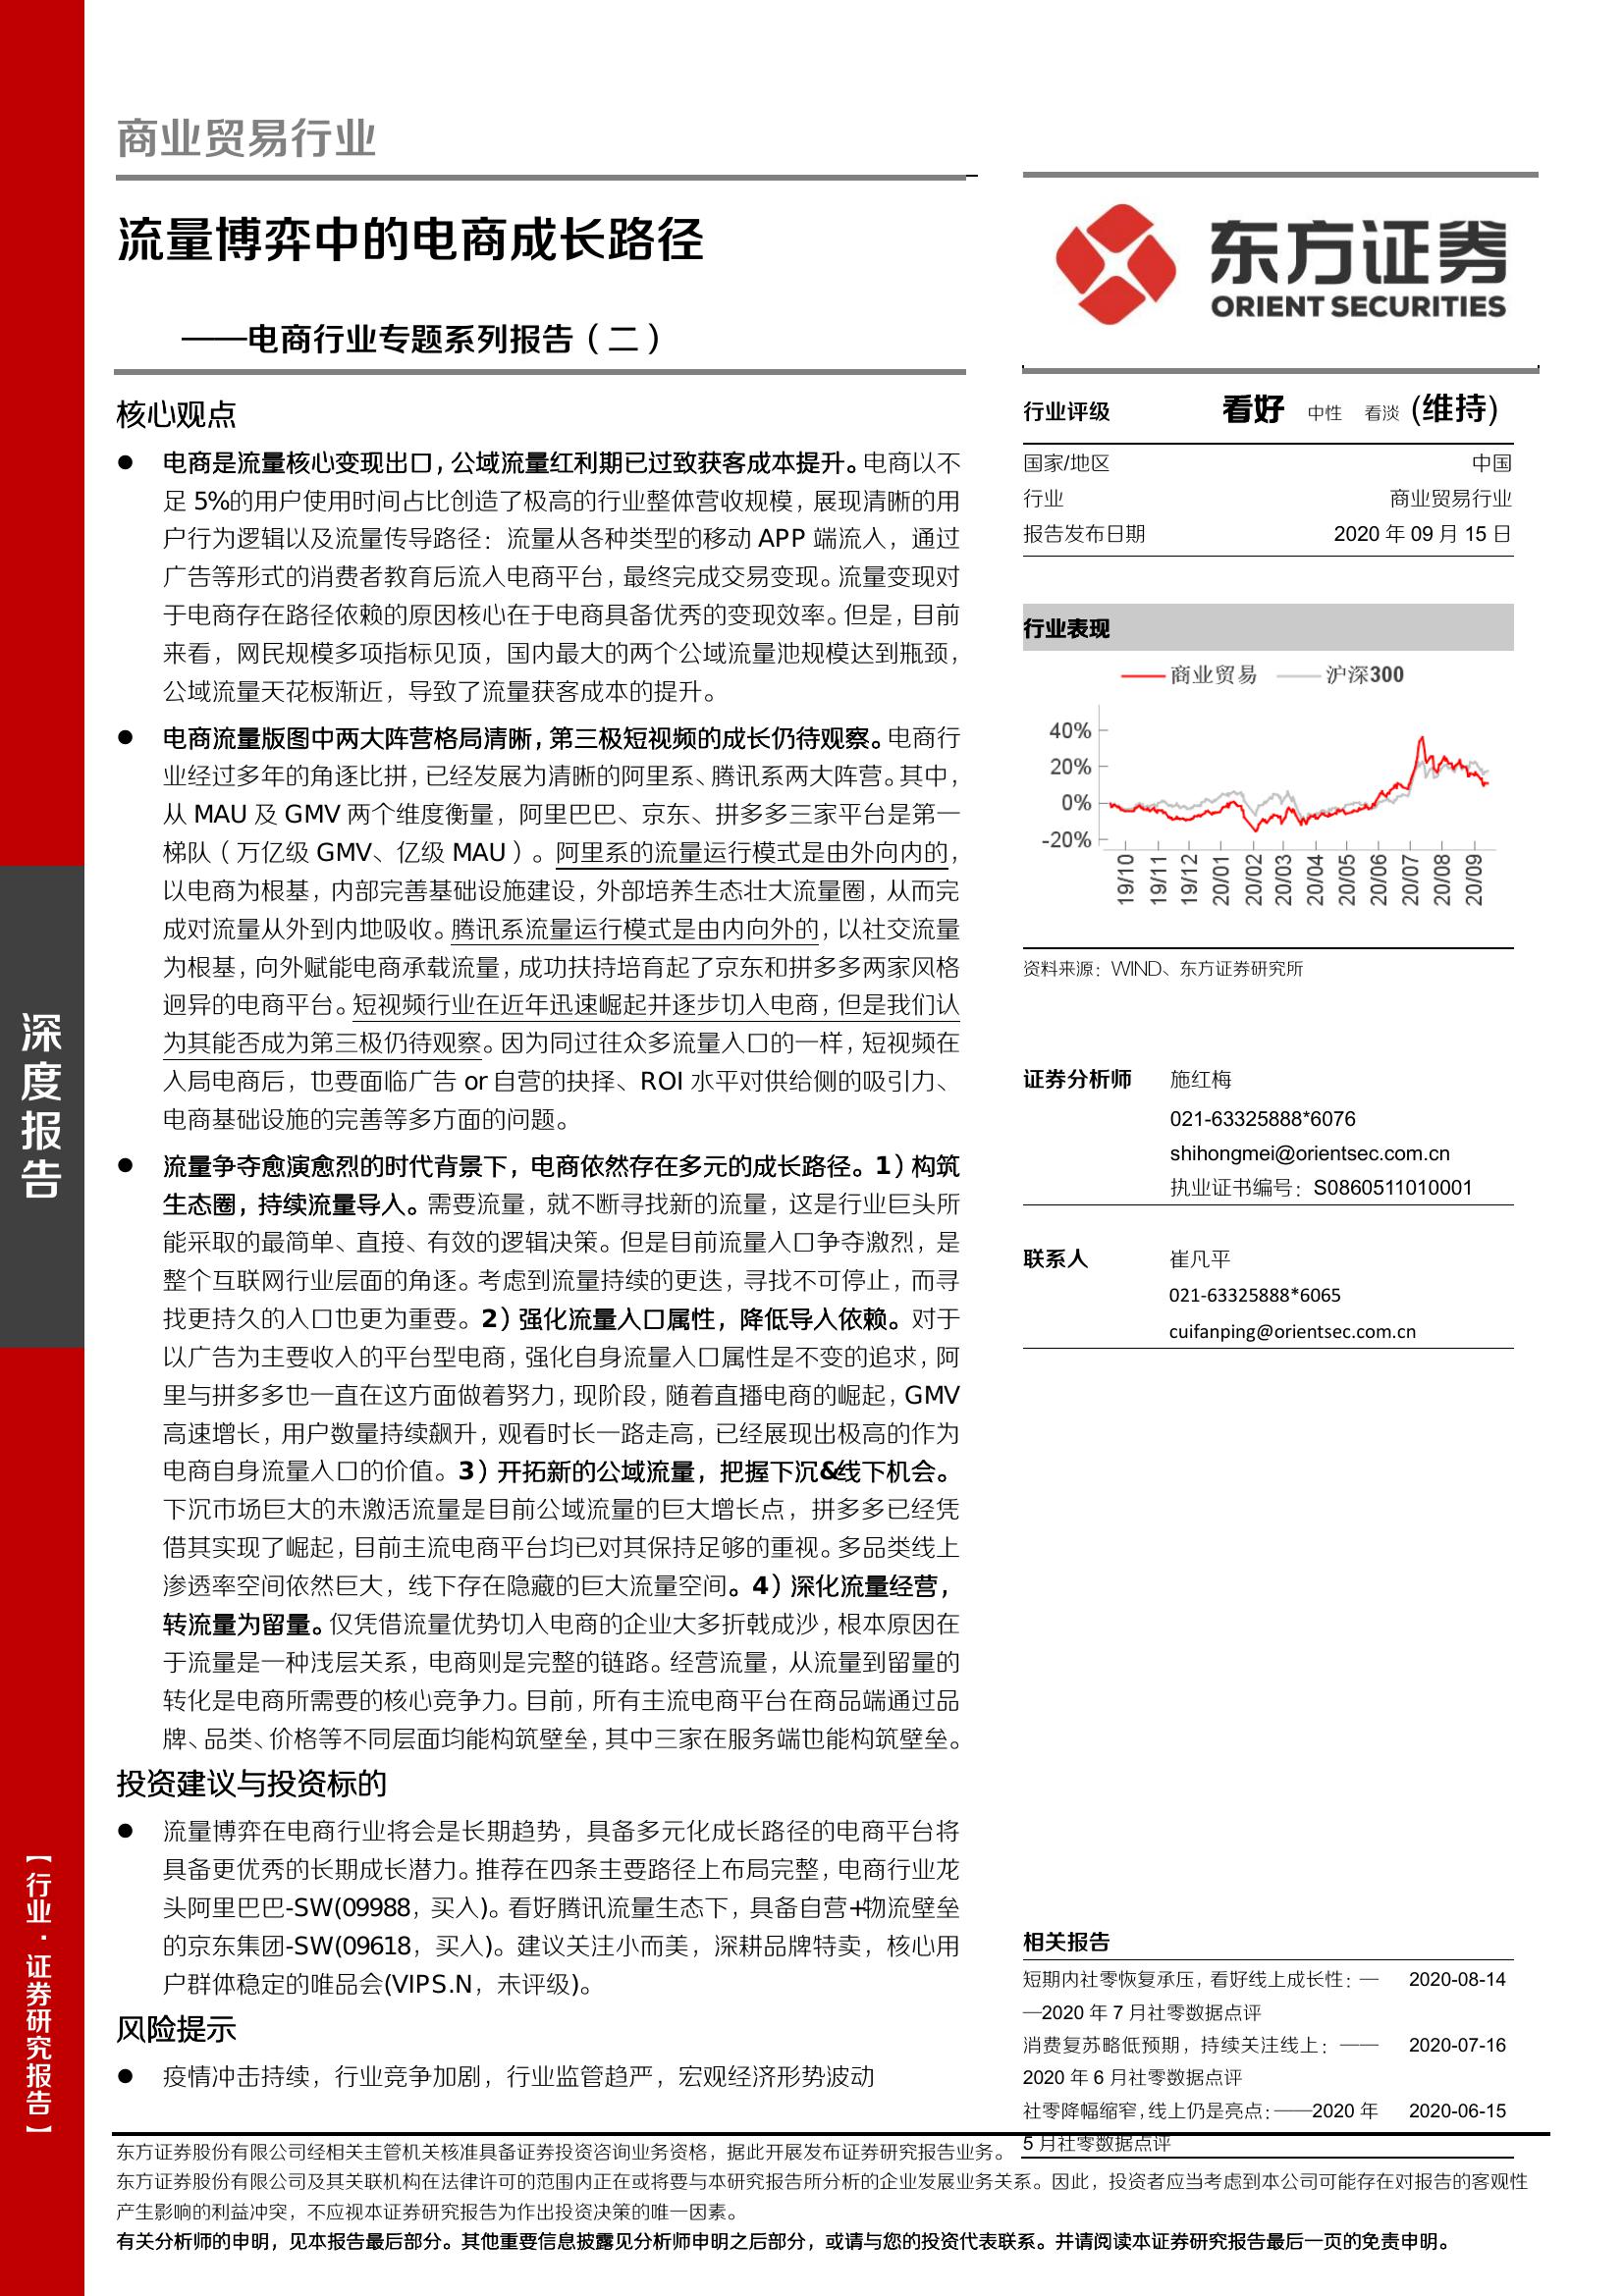 商业贸易行业
流量博弈中的电商成长路径
——电商行业专题系列报告（二）
核心观点
● 电商是流量核心变现出口，公域流量红利期已过致获客成本提升。电商以不
足 5%的用户使用时间占比创造了极高的行业整体营收规模，展现清晰的用
户行为逻辑以及流量传导路径：流量从各种类型的移动 APP 端流入，通过
广告等形式的消费者教育后流入电商平台，最终完成交易变现。流量变现对
于电商存在路径依赖的原因核心在于电商具备优秀的变现效率。但是，目前
来看，网民规模多项指标见顶，国内最大的两个公域流量池规模达到瓶颈，
公域流量天花板渐近，导致了流量获客成本的提升。
● 电商流量版图中两大阵营格局清晰，第三极短视频的成长仍待观察。电商行
业经过多年的角逐比拼，已经发展为清晰的阿里系、腾讯系两大阵营。其中，
从 MAU 及 GMV 两个维度衡量，阿里巴巴、京东、拼多多三家平台是第一
梯队（万亿级 GMV、亿级 MAU）。阿里系的流量运行模式是由外向内的，
以电商为根基，内部完善基础设施建设，外部培养生态壮大流量圈，从而完
成对流量从外到内地吸收。腾讯系流量运行模式是由内向外的，以社交流量
为根基，向外赋能电商承载流量，成功扶持培育起了京东和拼多多两家风格
迥异的电商平台。短视频行业在近年迅速崛起并逐步切入电商，但是我们认
为其能否成为第三极仍待观察。因为同过往众多流量入口的一样，短视频在
入局电商后，也要面临广告 or 自营的抉择、ROI 水平对供给侧的吸引力、
电商基础设施的完善等多方面的问题。
● 流量争夺愈演愈烈的时代背景下，电商依然存在多元的成长路径。1）构筑
生态圈，持续流量导入。需要流量，就不断寻找新的流量，这是行业巨头所
能采取的最简单、直接、有效的逻辑决策。但是目前流量入口争夺激烈，是
整个互联网行业层面的角逐。考虑到流量持续的更迭，寻找不可停止，而寻
找更持久的入口也更为重要。2）强化流量入口属性，降低导入依赖。对于
以广告为主要收入的平台型电商，强化自身流量入口属性是不变的追求，阿
里与拼多多也一直在这方面做着努力，现阶段，随着直播电商的崛起，GMV
高速增长，用户数量持续飙升，观看时长一路走高，已经展现出极高的作为
电商自身流量入口的价值。3）开拓新的公域流量，把握下沉&线下机会。
下沉市场巨大的未激活流量是目前公域流量的巨大增长点，拼多多已经凭
借其实现了崛起，目前主流电商平台均已对其保持足够的重视。多品类线上
渗透率空间依然巨大，线下存在隐藏的巨大流量空间。4）深化流量经营，
转流量为留量。仅凭借流量优势切入电商的企业大多折戟成沙，根本原因在
于流量是一种浅层关系，电商则是完整的链路。经营流量，从流量到留量的
转化是电商所需要的核心竞争力。目前，所有主流电商平台在商品端通过品
牌、品类、价格等不同层面均能构筑壁垒，其中三家在服务端也能构筑壁垒。
投资建议与投资标的
● 流量博弈在电商行业将会是长期趋势，具备多元化成长路径的电商平台将
具备更优秀的长期成长潜力。推荐在四条主要路径上布局完整，电商行业龙
头阿里巴巴-SW(09988，买入)。看好腾讯流量生态下，具备自营+物流壁垒
的京东集团-SW(09618，买入)。建议关注小而美，深耕品牌特卖，核心用
户群体稳定的唯品会(VIPS.N，未评级)。
风险提示
● 疫情冲击持续，行业竞争加剧，行业监管趋严，宏观经济形势波动
东方证券
ORIENT SECURITIES
行业评级 看好 中性 看淡 (维持)
国家/地区 中国
行业 商业贸易行业
报告发布日期 2020 年 09 月 15 日
行业表现
商业贸易 沪深300
40%
20%
0%
-20%
19/10 19/11 19/12 20/01 20/02 20/03 20/04 20/05 20/06 20/07 20/08 20/09
资料来源：WIND、东方证券研究所
证券分析师 施红梅
021-63325888*6076
shihongmei@orientsec.com.cn
执业证书编号：S0860511010001
联系人 崔凡平
021-63325888*6065
cuifanping@orientsec.com.cn
相关报告
短期内社零恢复承压，看好线上成长性：— 2020-08-14
—2020 年 7 月社零数据点评
消费复苏略低预期，持续关注线上：—— 2020-07-16
2020 年 6 月社零数据点评
社零降幅缩窄，线上仍是亮点：——2020 年 2020-06-15
5 月社零数据点评
深度报告
【行业·证券研究报告】
东方证券股份有限公司经相关主管机关核准具备证券投资咨询业务资格，据此开展发布证券研究报告业务。
东方证券股份有限公司及其关联机构在法律许可的范围内正在或将要与本研究报告所分析的企业发展业务关系。因此，投资者应当考虑到本公司可能存在对报告的客观性
产生影响的利益冲突，不应视本证券研究报告为作出投资决策的唯一因素。
有关分析师的申明，见本报告最后部分。其他重要信息披露见分析师申明之后部分，或请与您的投资代表联系。并请阅读本证券研究报告最后一页的免责申明。